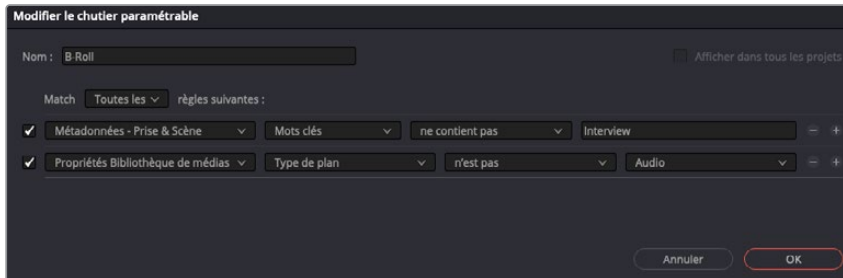 Modifier le chutier paramétrable
Nom : B-Roll Afficher dans tous les projets
Match Toutes les règles suivantes :
Métadonnées - Prise & Scène Mots clés ne contient pas Interview
Propriétés Bibliothèque de médias Type de plan n'est pas Audio
Annuler OK